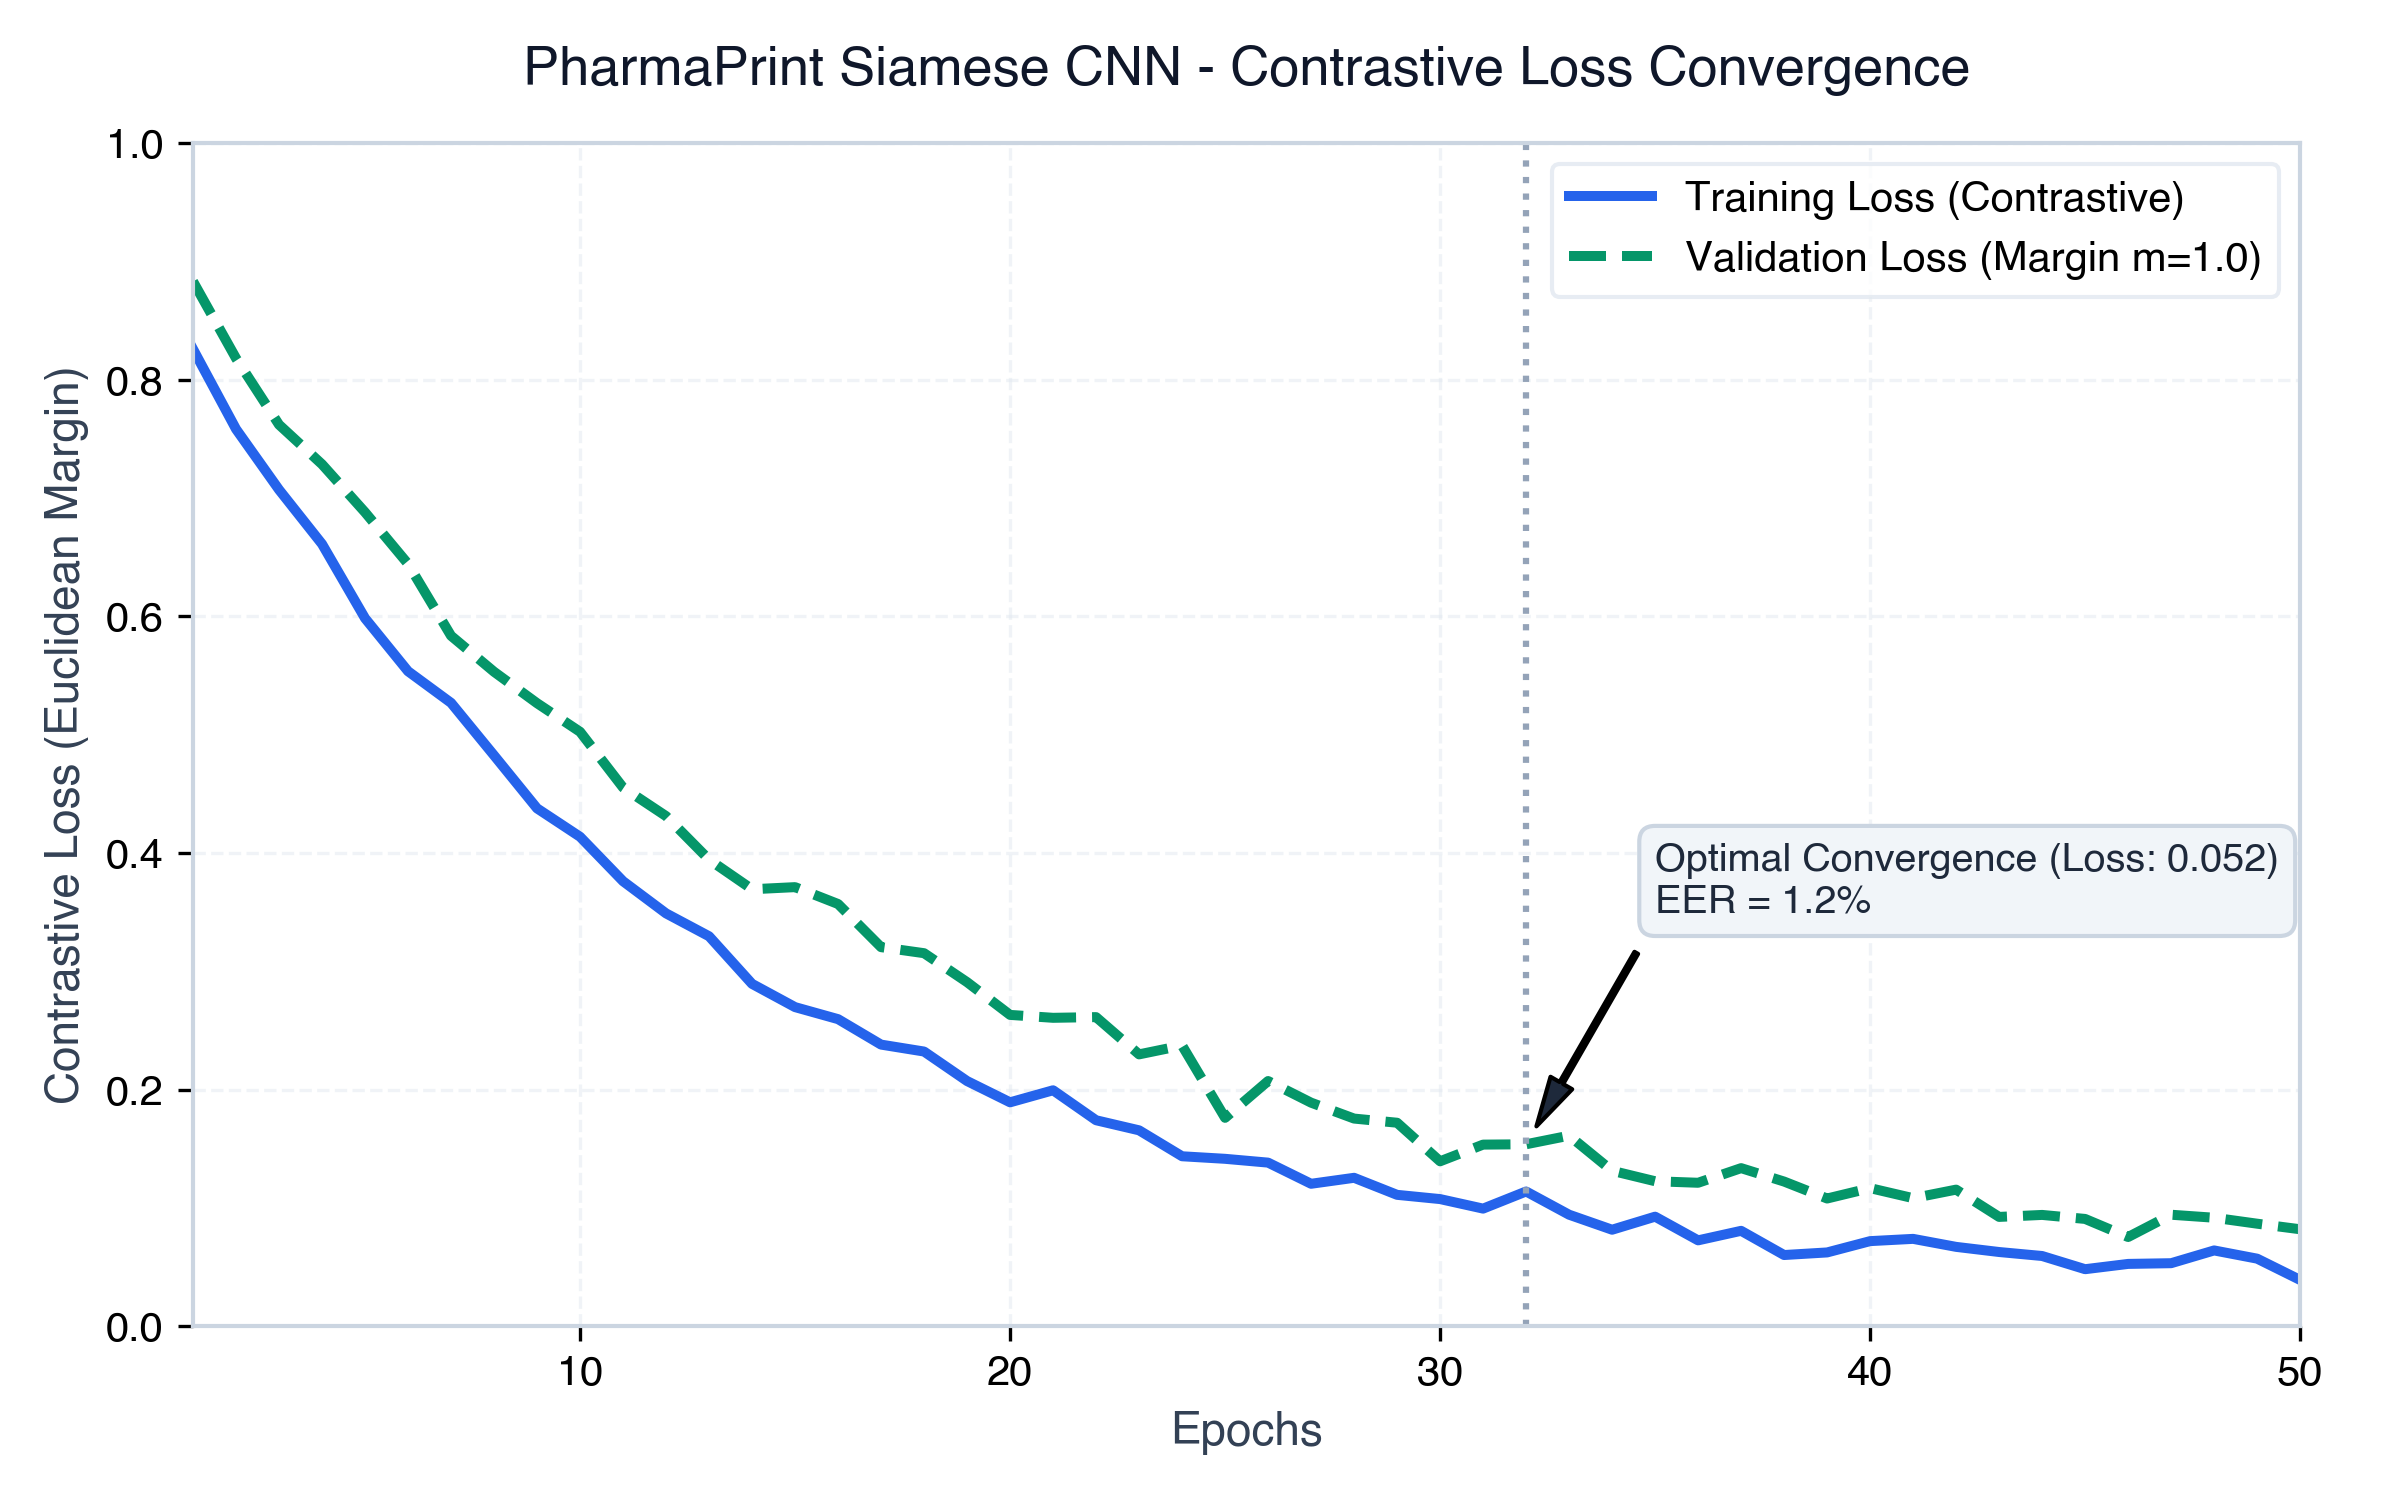 PharmaPrint Siamese CNN - Contrastive Loss Convergence
Contrastive Loss (Euclidean Margin)
1.0
0.8
0.6
0.4
0.2
0.0
Training Loss (Contrastive)
Validation Loss (Margin m=1.0)
Optimal Convergence (Loss: 0.052)
EER = 1.2%
10 20 30 40 50
Epochs